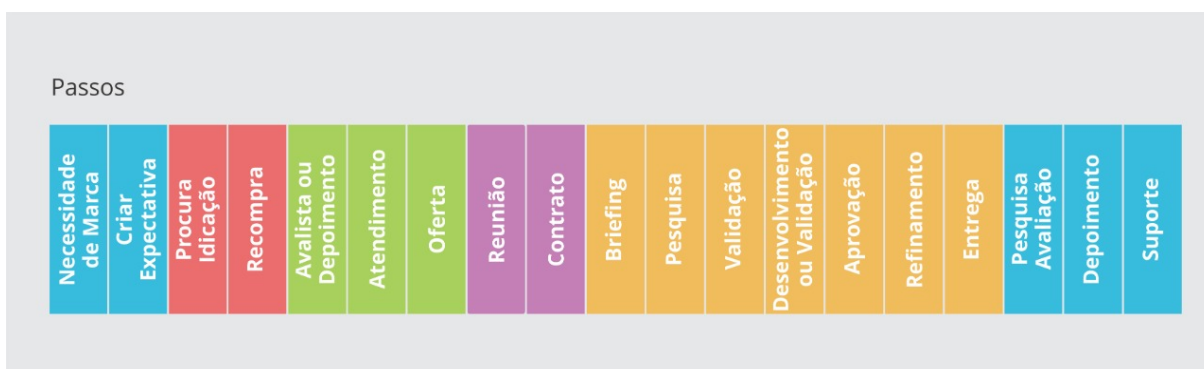 Passos
Necessidade
de Marca
Criar
Expectativa
Procura
Idicação
Recompra
Avalista ou
Depoimento
Atendimento
Oferta
Reunião
Contrato
Briefing
Pesquisa
Validação
Desenvolvimento
ou Validação
Aprovação
Refinamento
Entrega
Pesquisa
Avaliação
Depoimento
Suporte